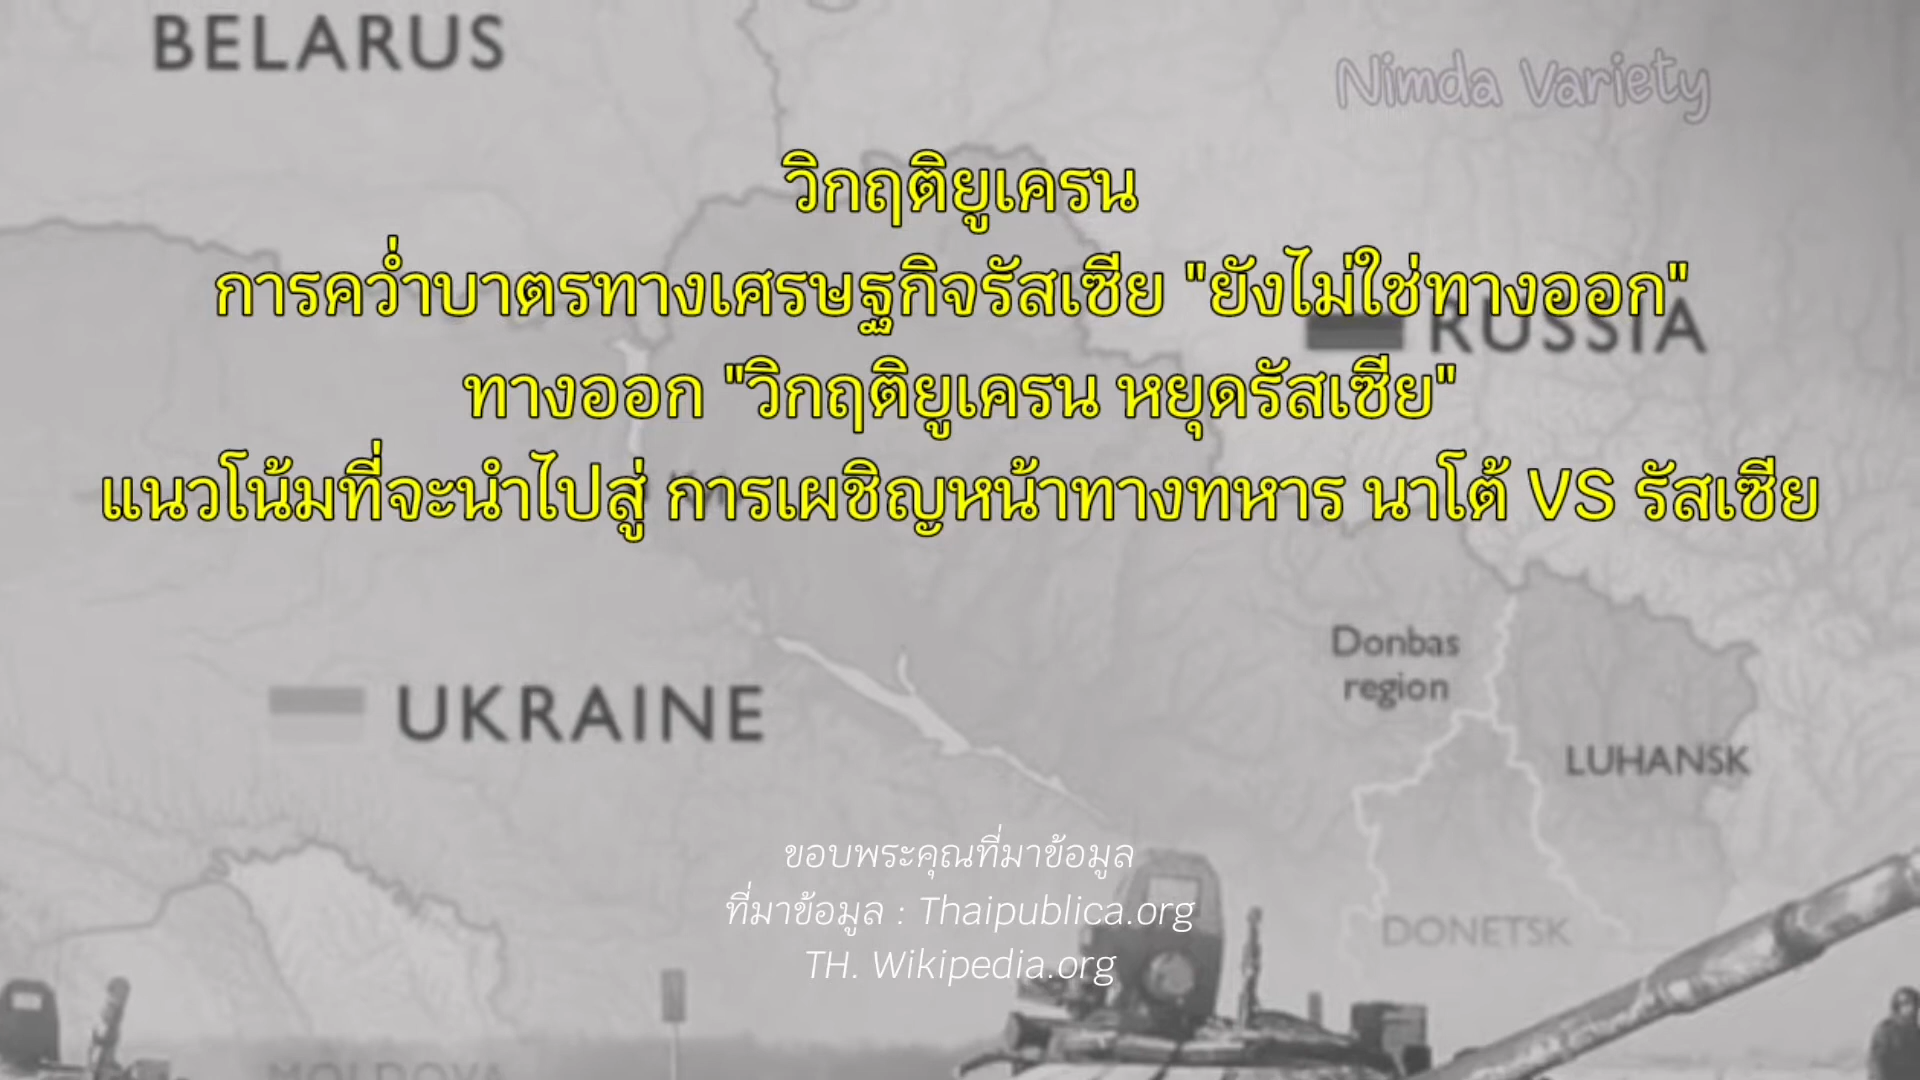 BELARUS
Nimda Variety
วิกฤติยูเครน
การคว่ำบาตรทางเศรษฐกิจรัสเซีย "ยังไม่ใช่ทางออก"
RUSSIA
ทางออก "วิกฤติยูเครน หยุดรัสเซีย"
แนวโน้มที่จะนำไปสู่ การเผชิญหน้าทางทหาร นาโต้ VS รัสเซีย
Donbas
region
UKRAINE
LUHANSK
ขอบพระคุณที่มาข้อมูล
ที่มาข้อมูล : Thaipublica.org
DONETSK
TH. Wikipedia.org
MOLDOVA